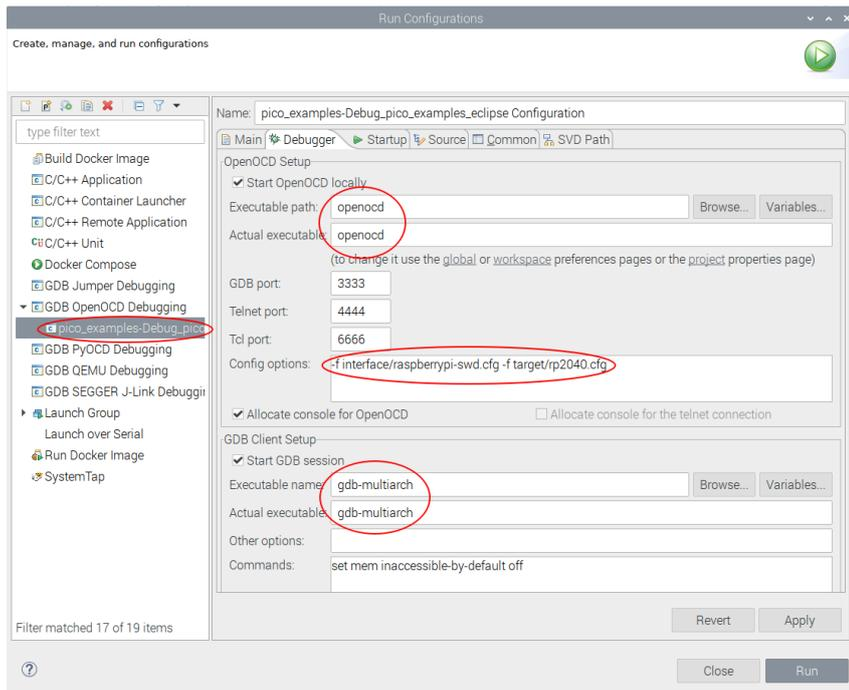 Run Configurations
Create, manage, and run configurations
type filter text
Build Docker Image
C/C++ Application
C/C++ Container Launcher
C/C++ Remote Application
C/C++ Unit
Docker Compose
GDB Jumper Debugging
GDB OpenOCD Debugging
pico_examples-Debug_pico
GDB PyOCD Debugging
GDB QEMU Debugging
GDB SEGGER J-Link Debuggin
Launch Group
Launch over Serial
Run Docker Image
SystemTap
Filter matched 17 of 19 items
Name: pico_examples-Debug_pico_examples_eclipse Configuration
Main Debugger Startup Source Common SVD Path
OpenOCD Setup
Start OpenOCD locally
Executable path: openocd Browse... Variables...
Actual executable: openocd
(to change it use the global or workspace preferences pages or the project properties page)
GDB port: 3333
Telnet port: 4444
Tcl port: 6666
Config options: -f interface/raspberrypi-swd.cfg -f target/rp2040.cfg
Allocate console for OpenOCD Allocate console for the telnet connection
GDB Client Setup
Start GDB session
Executable name: gdb-multiarch Browse... Variables...
Actual executable: gdb-multiarch
Other options:
Commands: set mem inaccessible-by-default off
Revert Apply
Close Run